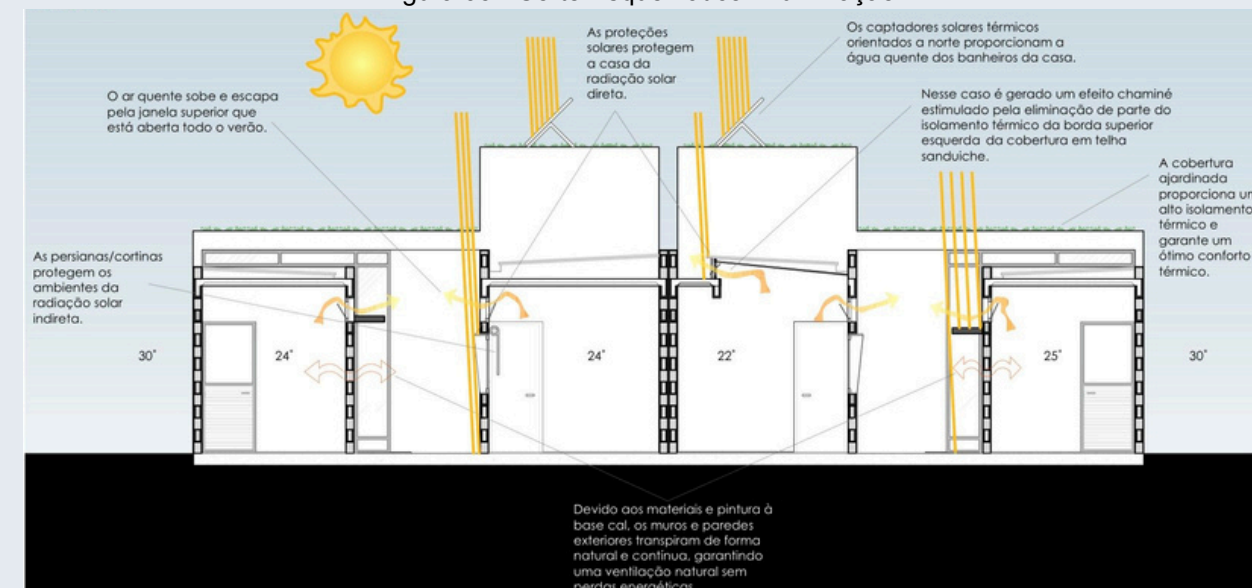 As proteções
solares protegem
a casa da
radiação solar
direta.
Os captadores solares térmicos
orientados a norte proporcionam a
água quente dos banheiros da casa.
O ar quente sobe e escapa
pela janela superior que
está aberta todo o verão.
Nesse caso é gerado um efeito chaminé
estimulado pela eliminação de parte do
isolamento térmico da borda superior
esquerda da cobertura em telha
sanduiche.
A cobertura
ajardinada
proporciona
alto isolamento
térmico e
garante um
ótimo conforto
térmico.
As persianas/cortinas
protegem os
ambientes da
radiação solar
indireta.
30°
24°
24°
22°
25°
30°
Devido aos materiais e pintura à
base cal, os muros e paredes
exteriores transpiram de forma
natural e contínua, garantindo
uma ventilação natural sem
perdas energéticas